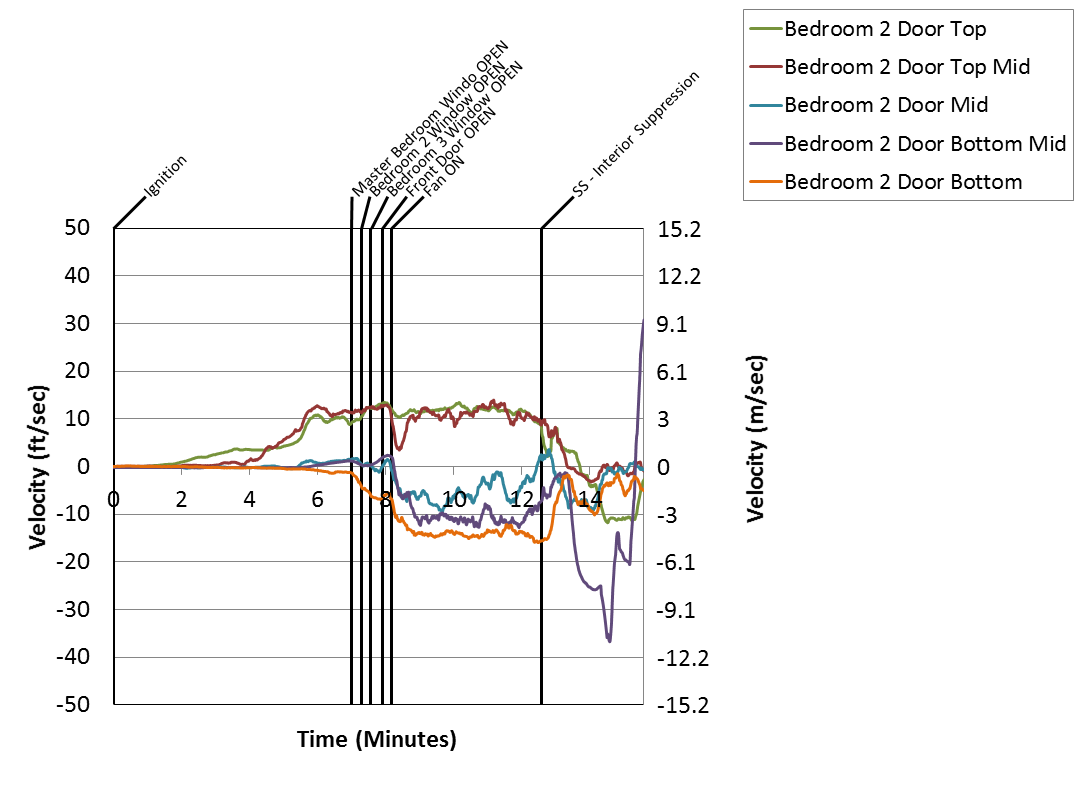 Bedroom 2 Door Top
Bedroom 2 Door Top Mid
Bedroom 2 Door Mid
Bedroom 2 Door Bottom Mid
Bedroom 2 Door Bottom
Ignition
Master Bedroom Windo OPEN
Bedroom 2 Window OPEN
Bedroom 3 Window OPEN
Front Door OPEN
Fan ON
SS - Interior Suppression
50
40
30
20
10
0
-10
-20
-30
-40
-50
Velocity (ft/sec)
0 2 4 6 8 10 12 14
Time (Minutes)
15.2
12.2
9.1
6.1
3
0
-3
-6.1
-9.1
-12.2
-15.2
Velocity (m/sec)